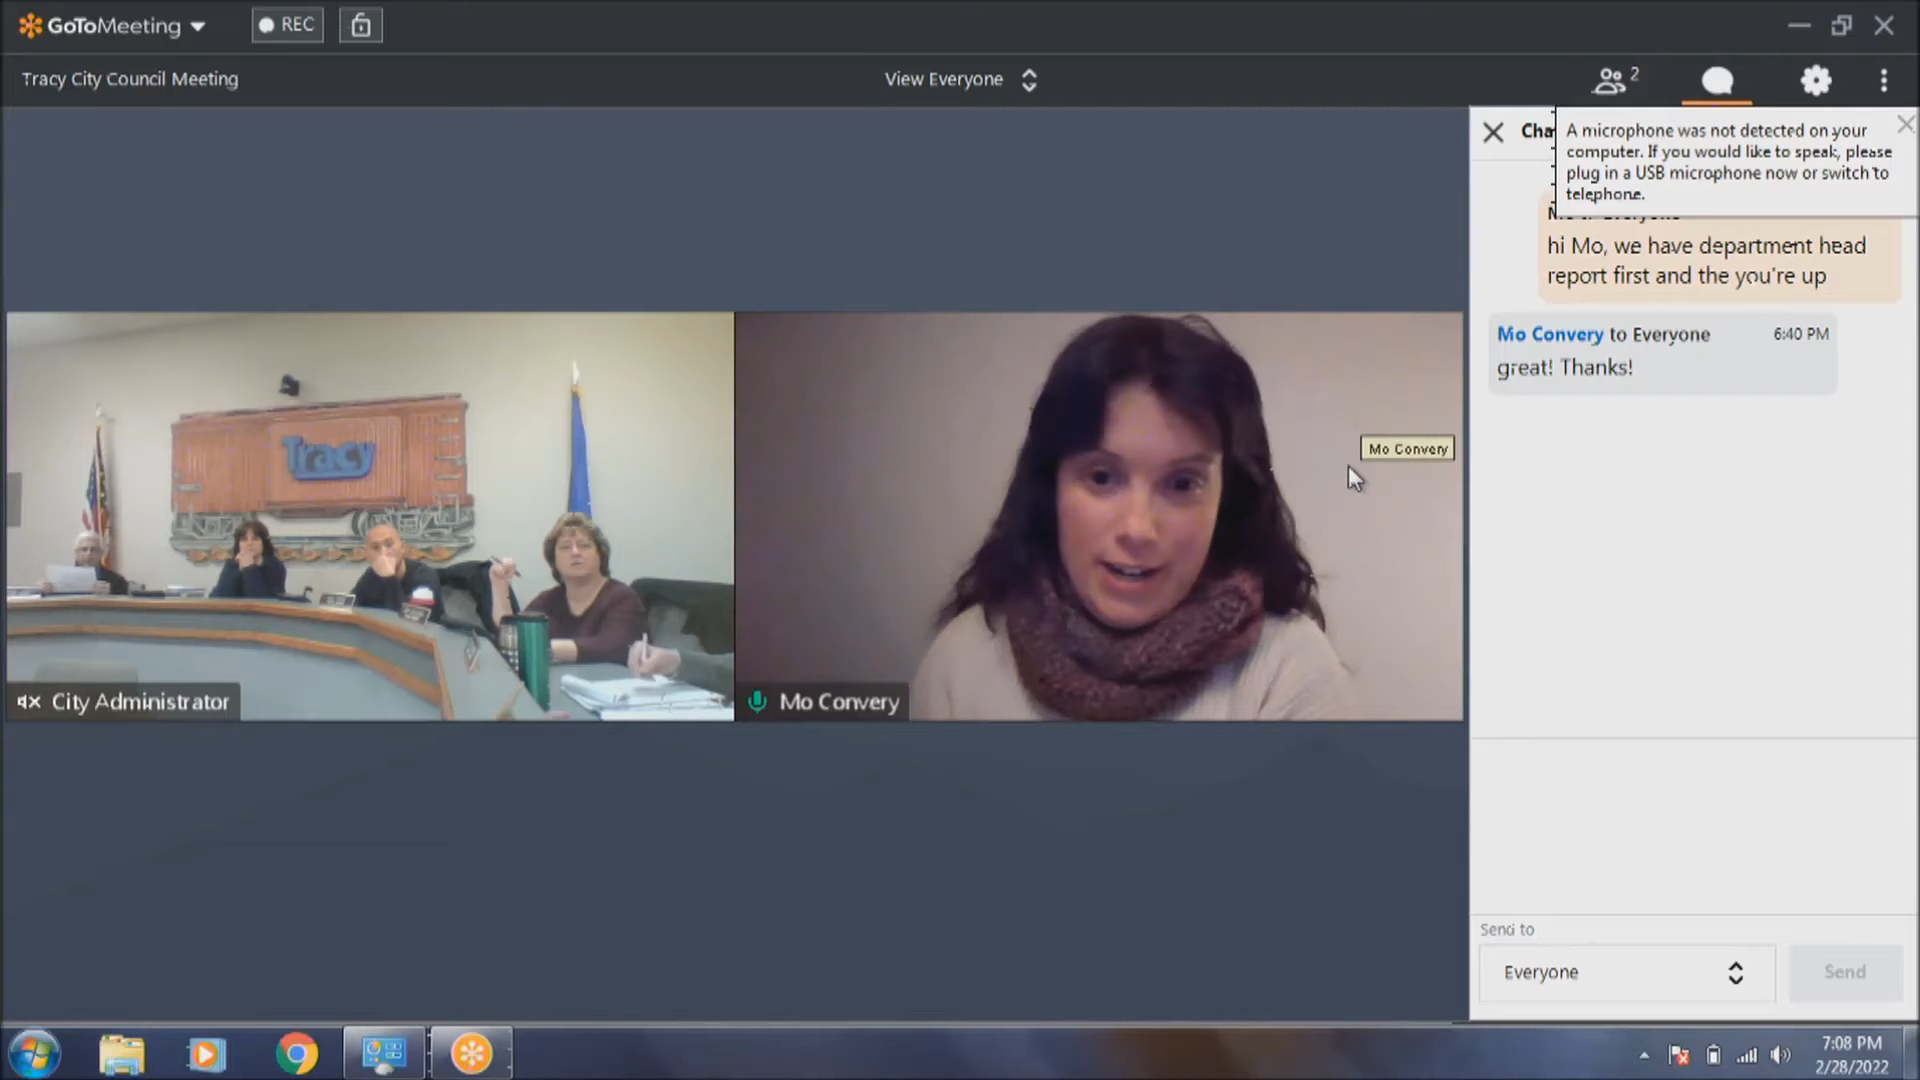 GoToMeeting
REC
Tracy City Council Meeting
View Everyone
2
Cha
A microphone was not detected on your
computer. If you would like to speak, please
plug in a USB microphone now or switch to
telephone.
hi Mo, we have department head
report first and the you're up
Mo Convery to Everyone
6:40 PM
great! Thanks!
Tracy
Mo Convery
City Administrator
Mo Convery
Send to
Everyone
Send
7:08 PM
2/28/2022